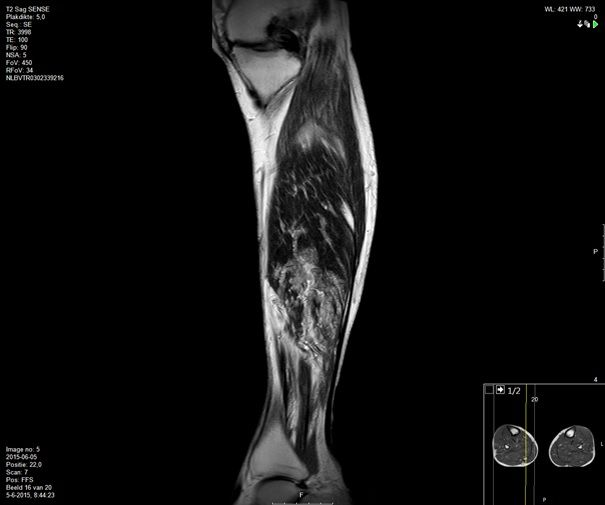 T2 Sag SENSE
Plakdikte: 5,0
Seq.: SE
TR: 3998
TE: 100
Flip: 90
NSA: 5
FoV: 450
RFoV: 34
NLBVTR0302339216
WL: 421 WW: 733
0
P
4
1/2
20
L
P
Image no: 5
2015-06-05
Positie: 22,0
Scan: 7
Pos.: FFS
Beeld 16 van 20
5-6-2015, 8:44:23
F